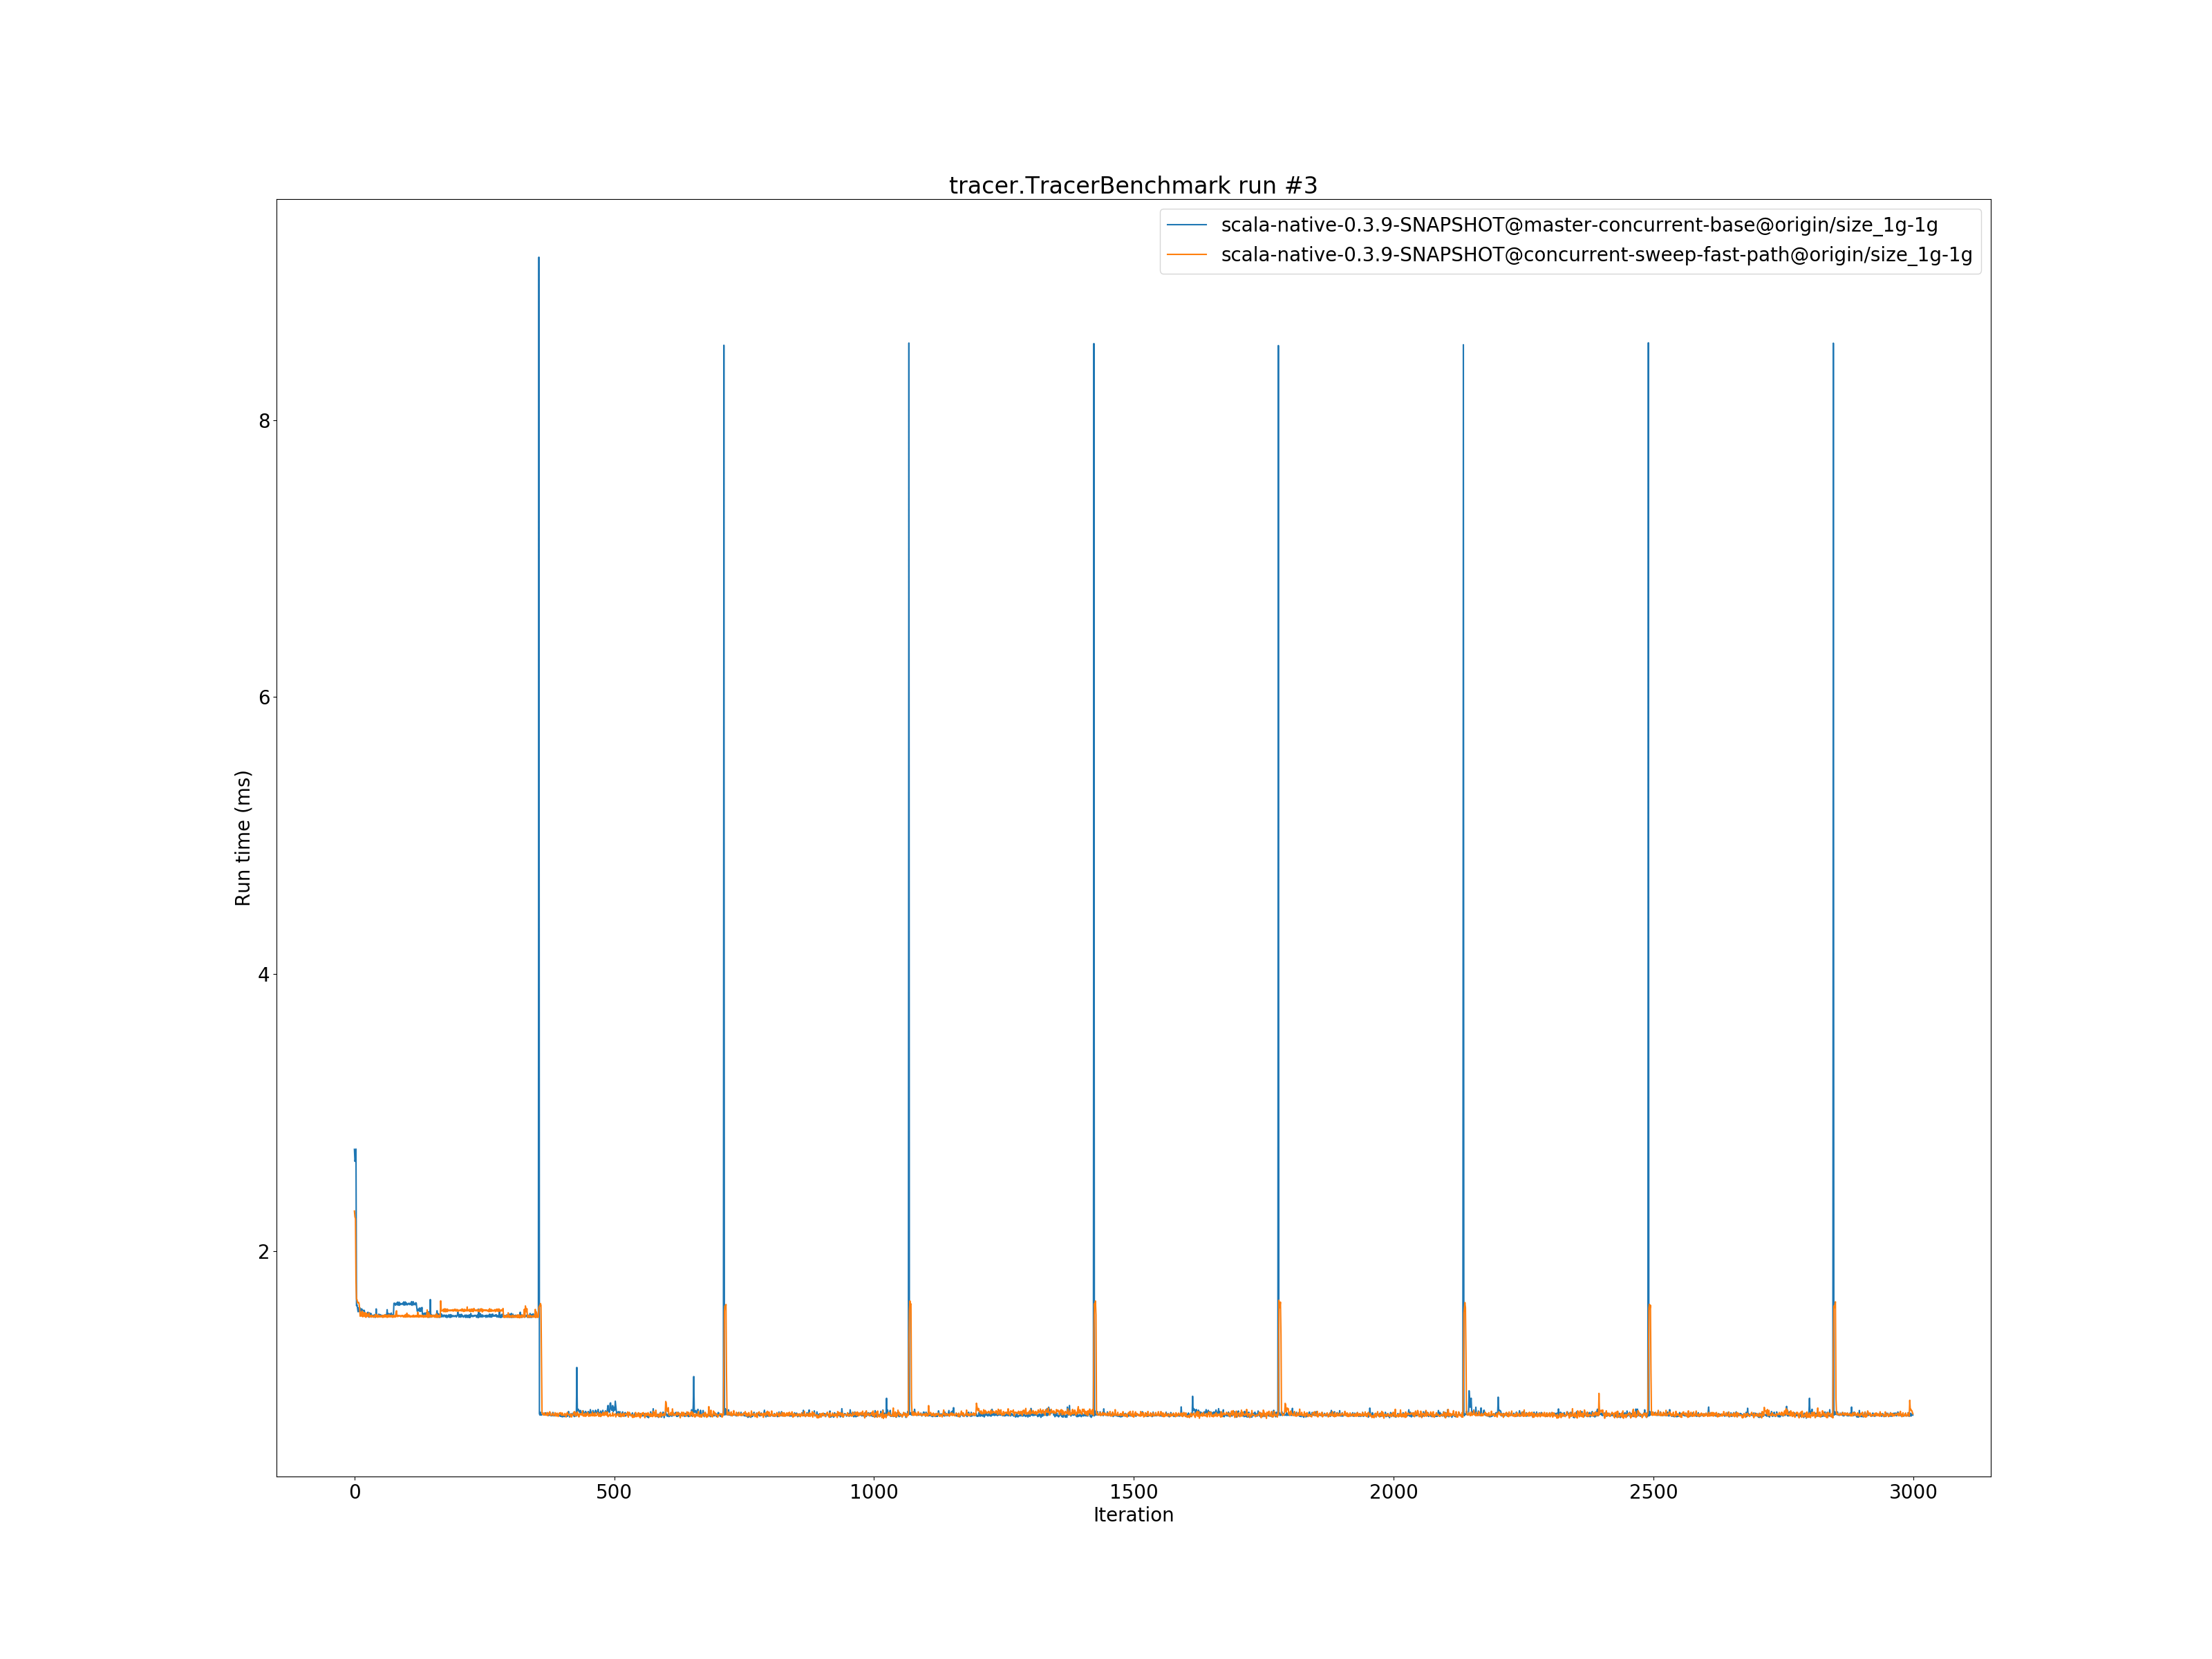 tracer.TracerBenchmark run #3
scala-native-0.3.9-SNAPSHOT@master-concurrent-base@origin/size_1g-1g
scala-native-0.3.9-SNAPSHOT@concurrent-sweep-fast-path@origin/size_1g-1g
8
6
4
2
Run time (ms)
0 500 1000 1500 2000 2500 3000
Iteration